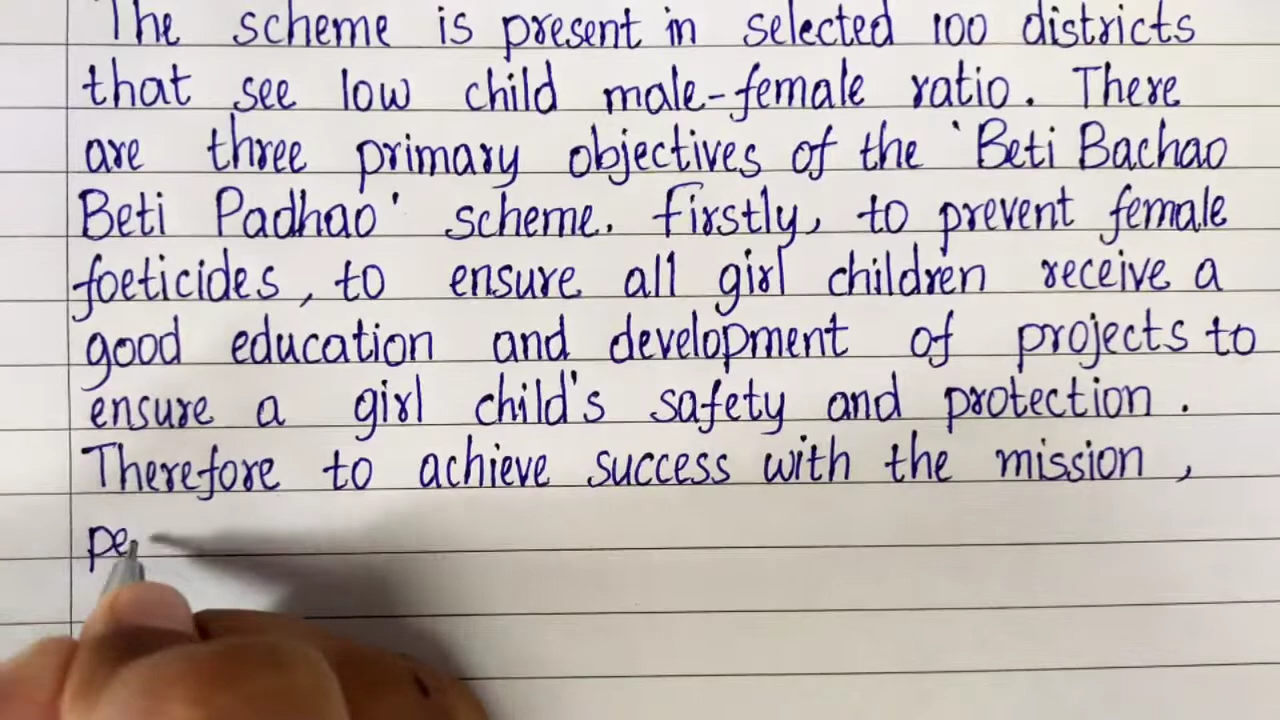 The scheme is present in selected 100 districts
that see low child male-female ratio. There
are three primary objectives of the 'Beti Bachao
Beti Padhao' scheme. Firstly, to prevent female
foeticides, to ensure all girl children receive a
good education and development of projects to
ensure a girl child's safety and protection.
Therefore to achieve success with the mission,
pe